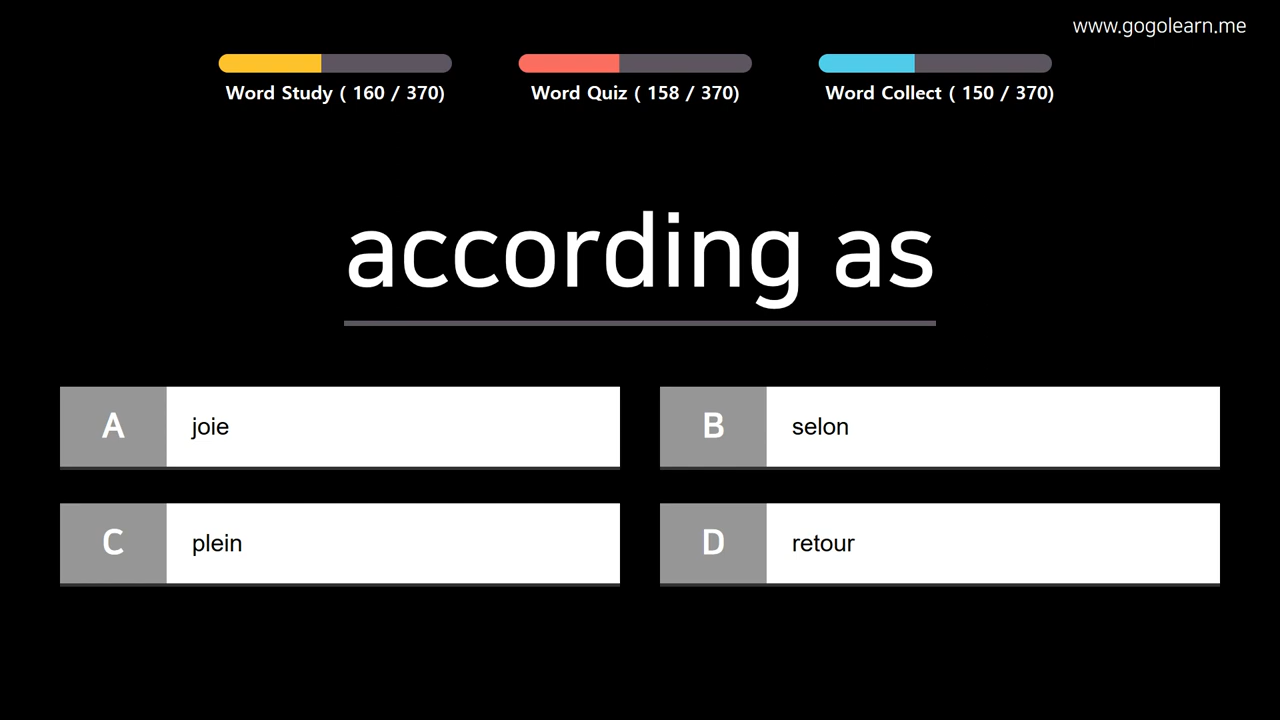 www.gogolearn.me
Word Study ( 160 / 370)
Word Quiz ( 158 / 370)
Word Collect ( 150 / 370)
according as
A joie
B selon
C plein
D retour